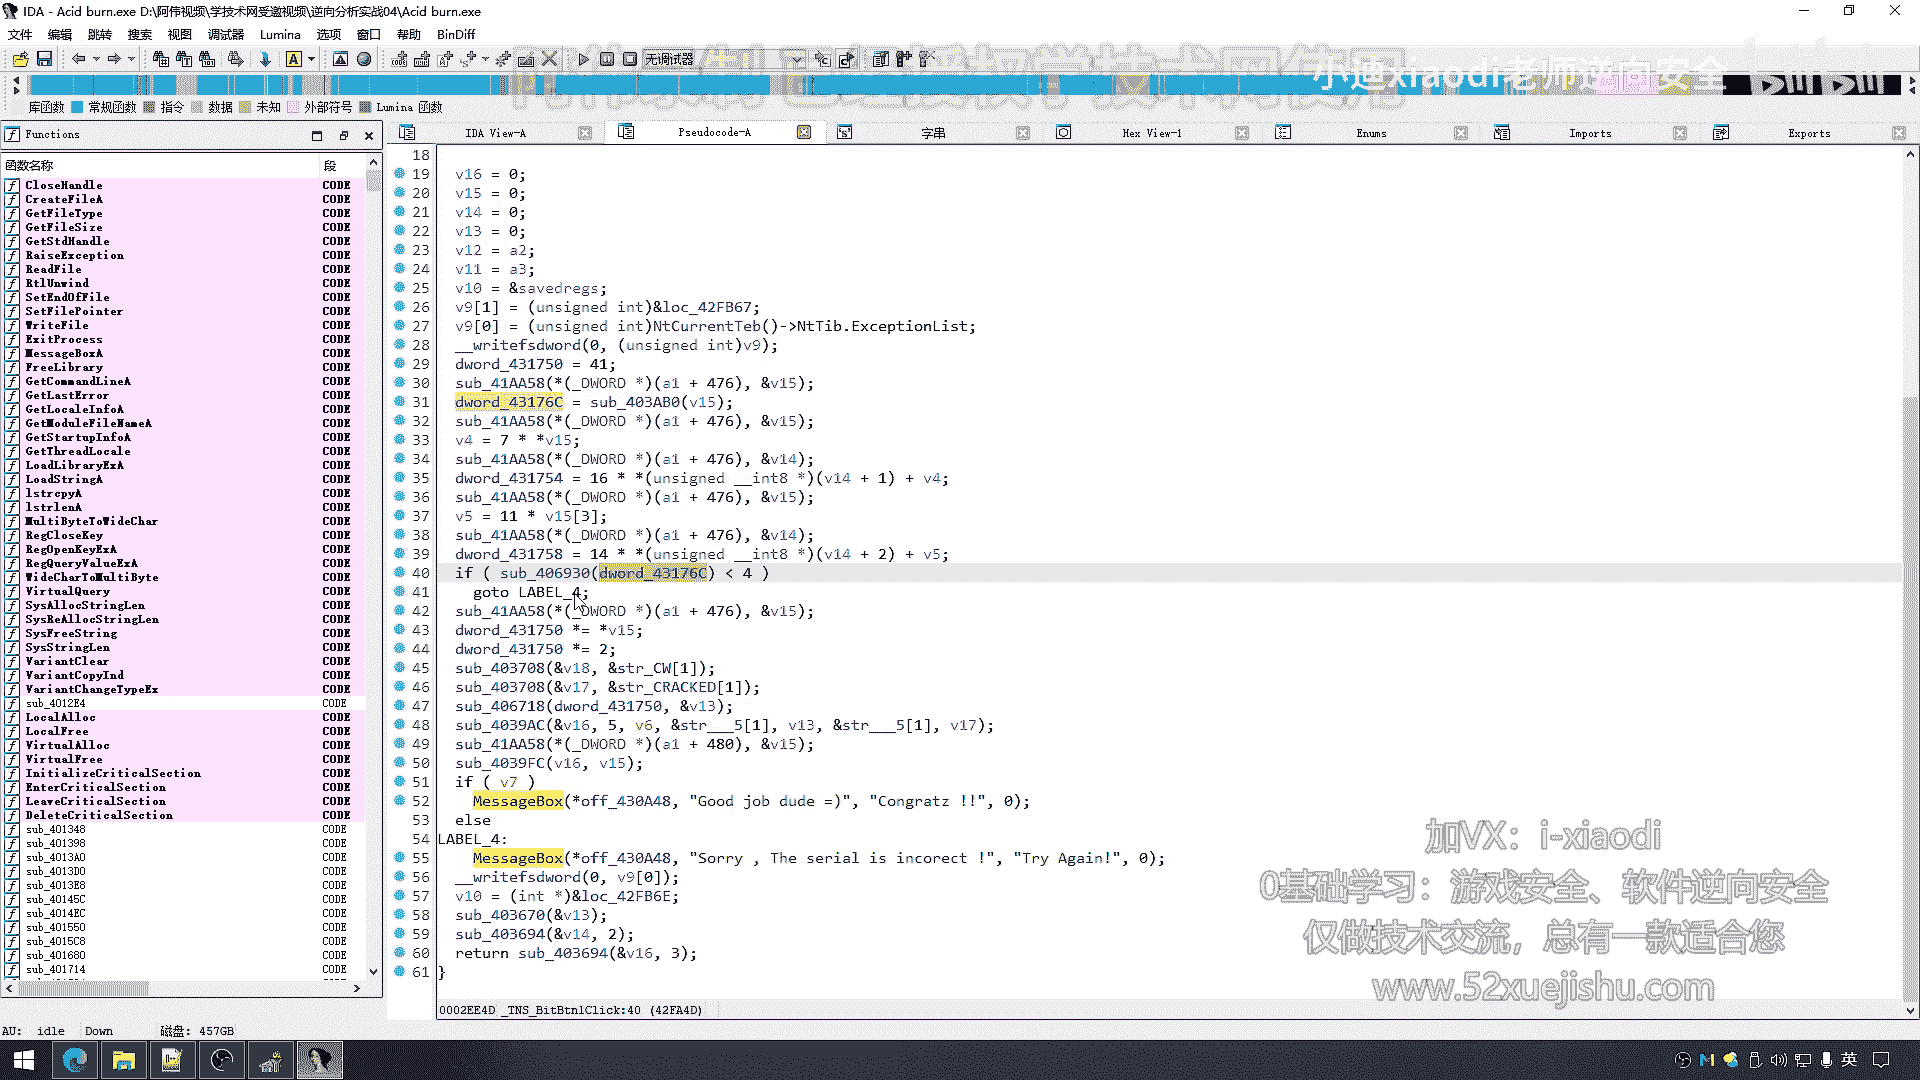 IDA - Acid burn.exe D:\阿伟视频\学技术网受邀视频\逆向分析实战04\Acid burn.exe
文件 编辑 跳转 搜索 视图 调试器 Lumina 选项 窗口 帮助 BinDiff
无调试器
小迪xiaodi老师逆向安全
库函数 常规函数 指令 数据 未知 外部符号 Lumina 函数
Functions
IDA View-A Pseudocode-A 字串 Hex View-1 Enums Imports Exports
函数名称 段
CloseHandle CODE
CreateFileA CODE
GetFileType CODE
GetFileSize CODE
GetStdHandle CODE
RaiseException CODE
ReadFile CODE
RtlUnwind CODE
SetEndOfFile CODE
SetFilePointer CODE
WriteFile CODE
ExitProcess CODE
MessageBoxA CODE
FreeLibrary CODE
GetCommandLineA CODE
GetLastError CODE
GetLocaleInfoA CODE
GetModuleFileNameA CODE
GetStartupInfoA CODE
GetThreadLocale CODE
LoadLibraryExA CODE
LoadStringA CODE
lstrcpyA CODE
lstrlenA CODE
MultiByteToWideChar CODE
RegCloseKey CODE
RegOpenKeyExA CODE
RegQueryValueExA CODE
WideCharToMultiByte CODE
VirtualQuery CODE
SysAllocStringLen CODE
SysReAllocStringLen CODE
SysFreeString CODE
SysStringLen CODE
VariantClear CODE
VariantCopyInd CODE
VariantChangeTypeEx CODE
sub_4012E4 CODE
LocalAlloc CODE
LocalFree CODE
VirtualAlloc CODE
VirtualFree CODE
InitializeCriticalSection CODE
EnterCriticalSection CODE
LeaveCriticalSection CODE
DeleteCriticalSection CODE
sub_401348 CODE
sub_401398 CODE
sub_4013A0 CODE
sub_4013D0 CODE
sub_4013E8 CODE
sub_40145C CODE
sub_4014EC CODE
sub_401550 CODE
sub_4015C8 CODE
sub_401680 CODE
sub_401714 CODE
18
19 v16 = 0;
20 v15 = 0;
21 v14 = 0;
22 v13 = 0;
23 v12 = a2;
24 v11 = a3;
25 v10 = &savedregs;
26 v9[1] = (unsigned int)&loc_42FB67;
27 v9[0] = (unsigned int)NtCurrentTeb()->NtTib.ExceptionList;
28 __writefsdword(0, (unsigned int)v9);
29 dword_431750 = 41;
30 sub_41AA58(*(_DWORD *)(a1 + 476), &v15);
31 dword_43176C = sub_403AB0(v15);
32 sub_41AA58(*(_DWORD *)(a1 + 476), &v15);
33 v4 = 7 * *v15;
34 sub_41AA58(*(_DWORD *)(a1 + 476), &v14);
35 dword_431754 = 16 * *(unsigned __int8 *)(v14 + 1) + v4;
36 sub_41AA58(*(_DWORD *)(a1 + 476), &v15);
37 v5 = 11 * v15[3];
38 sub_41AA58(*(_DWORD *)(a1 + 476), &v14);
39 dword_431758 = 14 * *(unsigned __int8 *)(v14 + 2) + v5;
40 if ( sub_406930(dword_43176C) < 4 )
41 goto LABEL_4;
42 sub_41AA58(*(_DWORD *)(a1 + 476), &v15);
43 dword_431750 *= *v15;
44 dword_431750 *= 2;
45 sub_403708(&v18, &str_CW[1]);
46 sub_403708(&v17, &str_CRACKED[1]);
47 sub_406718(dword_431750, &v13);
48 sub_4039AC(&v16, 5, v6, &str___5[1], v13, &str___5[1], v17);
49 sub_41AA58(*(_DWORD *)(a1 + 480), &v15);
50 sub_4039FC(v16, v15);
51 if ( v7 )
52 MessageBox(*off_430A48, "Good job dude =)", "Congratz !!", 0);
53 else
54 LABEL_4:
55 MessageBox(*off_430A48, "Sorry , The serial is incorect !", "Try Again!", 0);
56 __writefsdword(0, v9[0]);
57 v10 = (int *)&loc_42FB6E;
58 sub_403670(&v13);
59 sub_403694(&v14, 2);
60 return sub_403694(&v16, 3);
61 }
0002EE4D _TNS_BitBtn1Click:40 (42FA4D)
加VX：i-xiaodi
0基础学习：游戏安全、软件逆向安全
仅做技术交流，总有一款适合您
www.52xuejishu.com
AU: idle Down 磁盘: 457GB
英